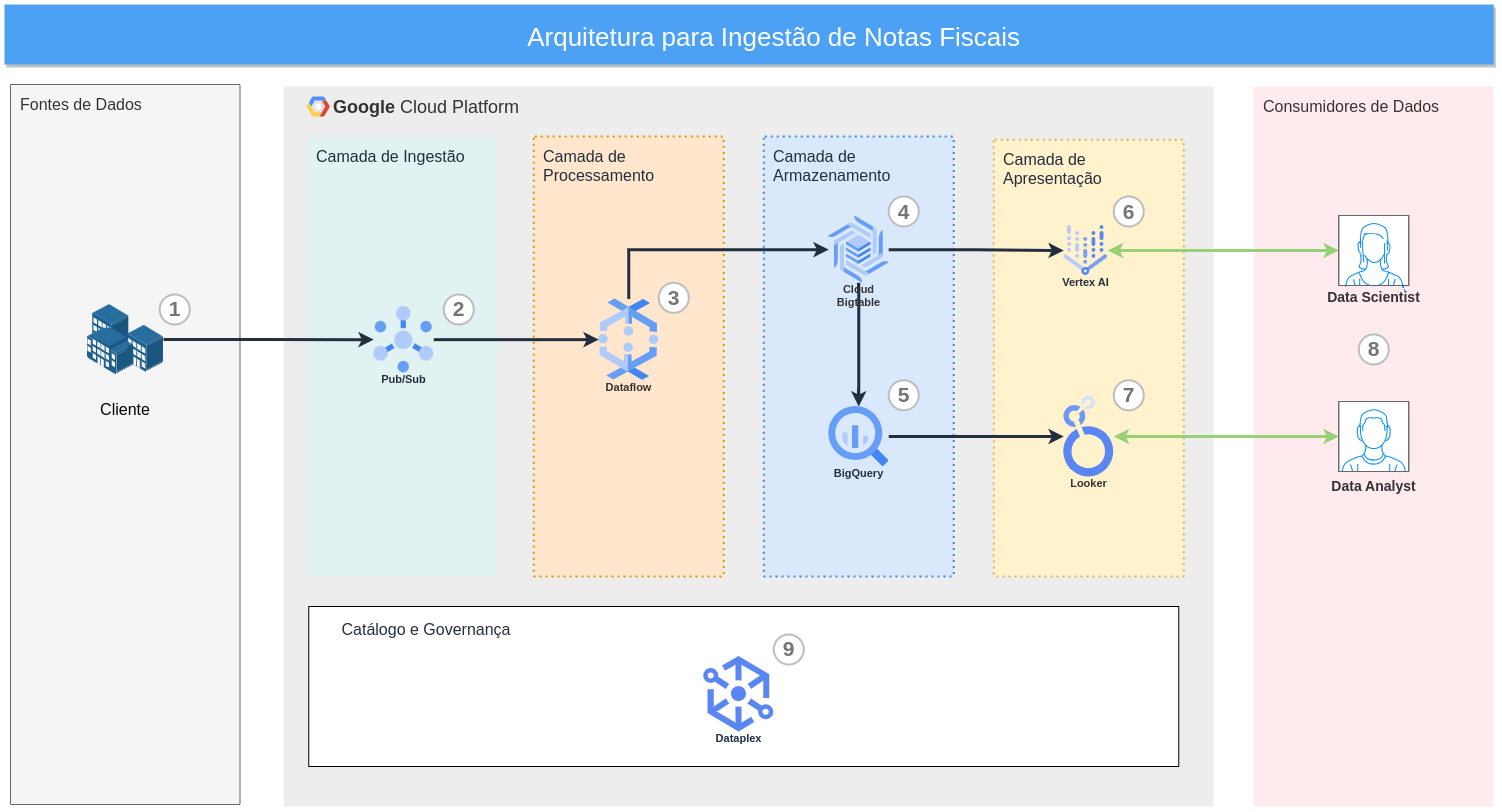 Arquitetura para Ingestão de Notas Fiscais
Fontes de Dados
1
Cliente
Google Cloud Platform
Camada de Ingestão
2
Pub/Sub
Camada de
Processamento
3
Dataflow
Camada de
Armazenamento
4
Cloud
Bigtable
5
BigQuery
Camada de
Apresentação
6
Vertex AI
7
Looker
Catálogo e Governança
9
Dataplex
Consumidores de Dados
Data Scientist
8
Data Analyst